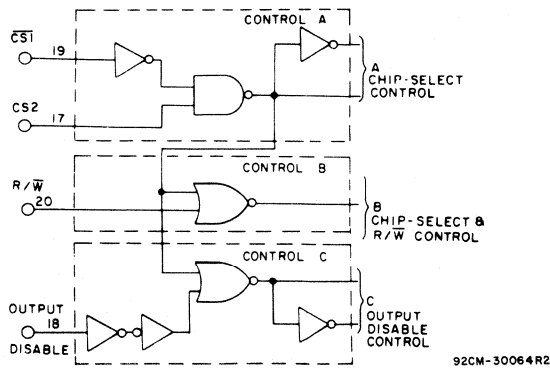 CONTROL A
C̅S̅1̅ 19
A
CHIP-SELECT
CONTROL
CS2 17
CONTROL B
R/W̅
20
B
CHIP-SELECT &
R/W̅ CONTROL
CONTROL C
OUTPUT
18
DISABLE
C
OUTPUT
DISABLE
CONTROL
92CM-30064R2